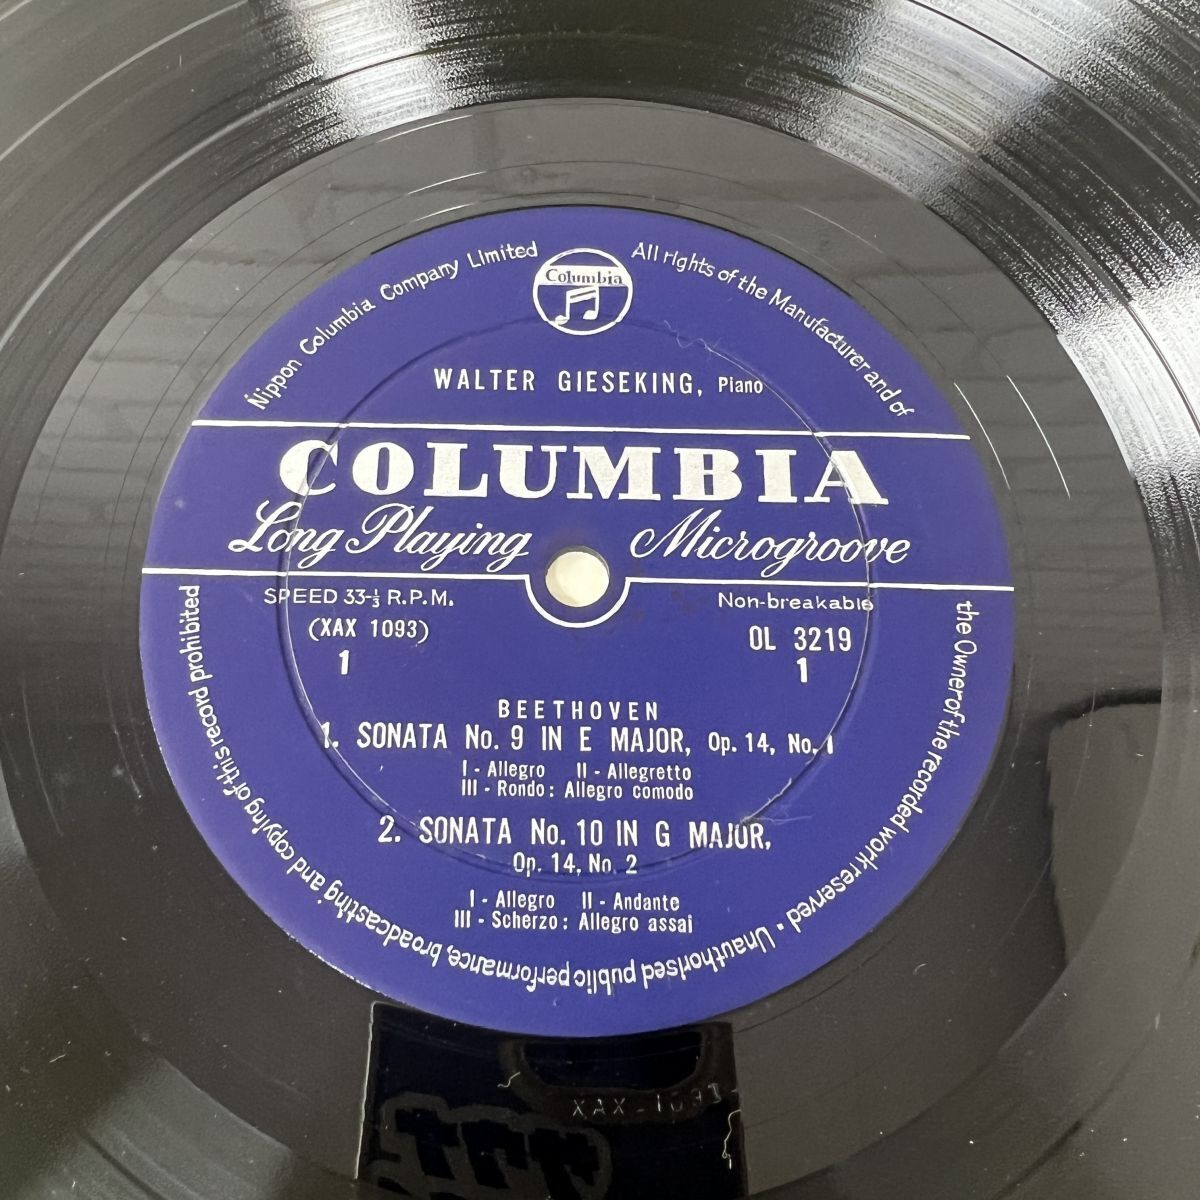 Nippon Columbia Company Limited
Columbia
All rights of the Manufacturer and of
the Owner of the recorded work reserved • Unauthorised public performance, broadcasting and copying of this record prohibited
WALTER GIESEKING, Piano
COLUMBIA
Long Playing Microgroove
SPEED 33-⅓ R.P.M. Non-breakable
(XAX 1093) OL 3219
1 1
BEETHOVEN
1. SONATA No. 9 IN E MAJOR, Op. 14, No. 1
I - Allegro II - Allegretto
III - Rondo: Allegro comodo
2. SONATA No. 10 IN G MAJOR,
Op. 14, No. 2
I - Allegro II - Andante
III - Scherzo: Allegro assai